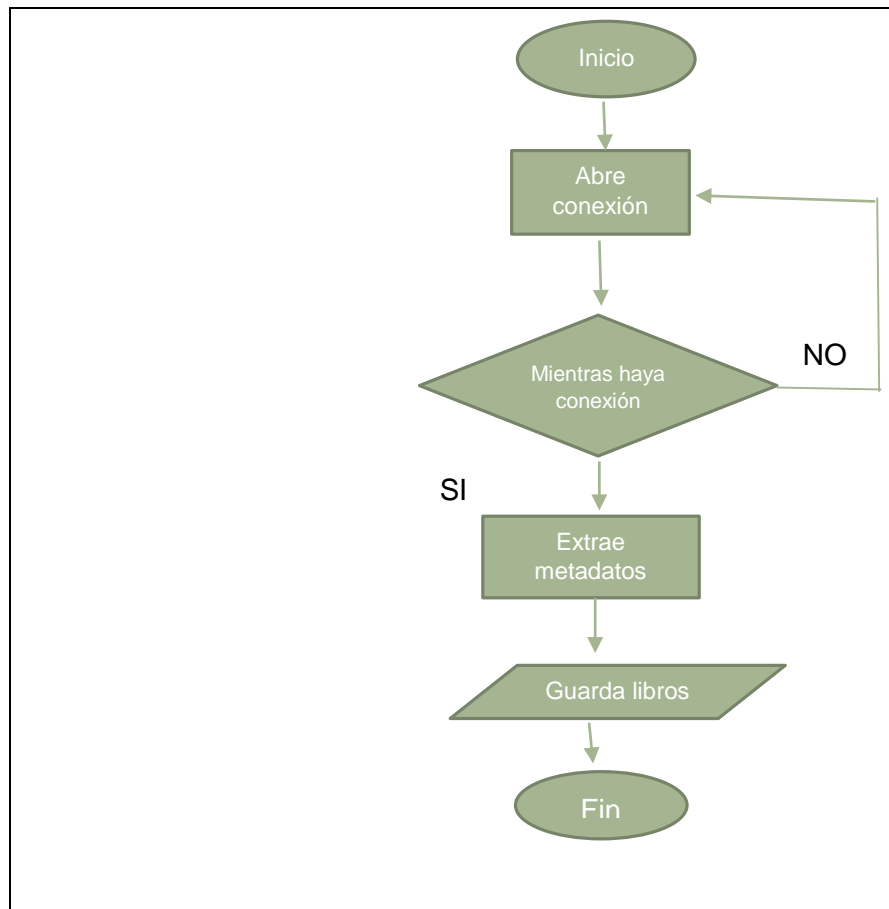 Inicio
Abre
conexión
Mientras haya
conexión
NO
SI
Extrae
metadatos
Guarda libros
Fin